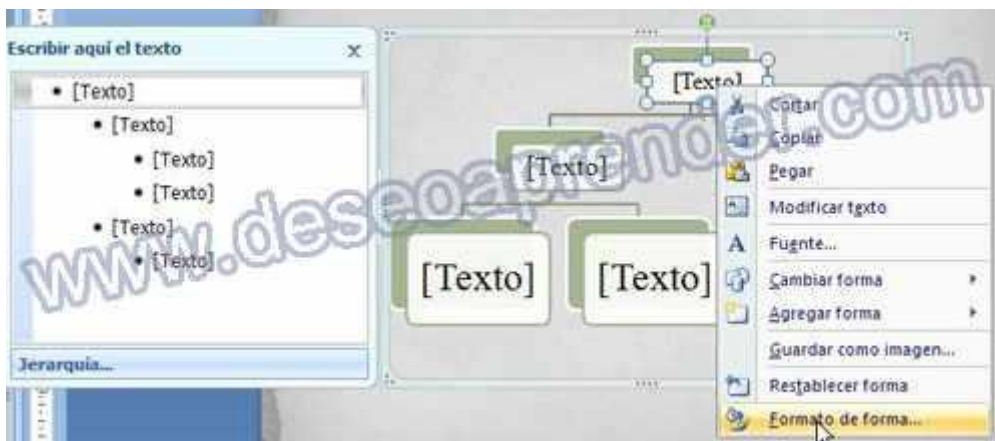 Escribir aquí el texto
x
• [Texto]
• [Texto]
• [Texto]
• [Texto]
• [Texto]
• [Texto]
Jerarquía...
[Texto]
[Texto]
[Texto]
[Texto]
Cortar
Copiar
Pegar
Modificar texto
Fuente...
Cambiar forma
Agregar forma
Guardar como imagen...
Restablecer forma
Formato de forma...
www.deseoaprender.com